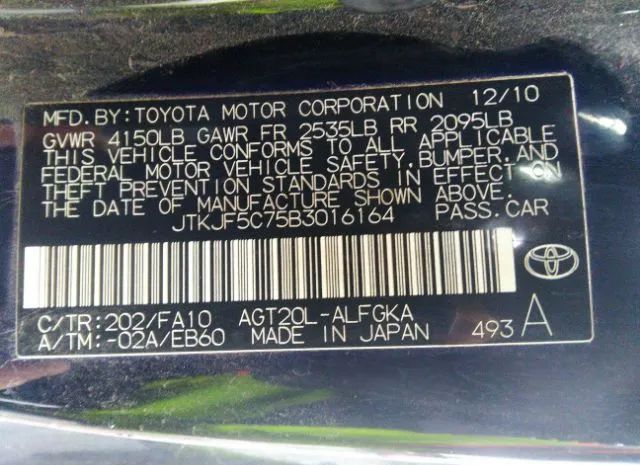 MFD.BY:TOYOTA MOTOR CORPORATION 12/10
GVWR 4150LB GAWR FR 2535LB RR 2095LB
THIS VEHICLE CONFORMS TO ALL APPLICABLE
FEDERAL MOTOR VEHICLE SAFETY,BUMPER,AND
THEFT PREVENTION STANDARDS IN EFFECT ON
THE DATE OF MANUFACTURE SHOWN ABOVE.
JTKJF5C75B3016164 PASS.CAR
C/TR:202/FA10 AGT20L-ALFGKA
A/TM:-02A/EB60 MADE IN JAPAN 493 A